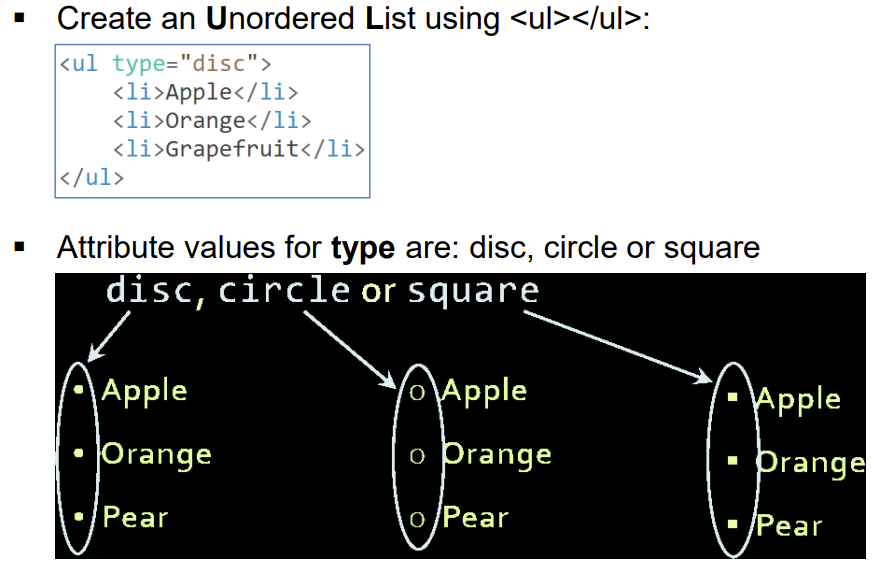 ▪ Create an Unordered List using <ul></ul>:
<ul type="disc">
    <li>Apple</li>
    <li>Orange</li>
    <li>Grapefruit</li>
</ul>
▪ Attribute values for type are: disc, circle or square
disc, circle or square
• Apple
• Orange
• Pear
o Apple
o Orange
o Pear
▪ Apple
▪ Orange
▪ Pear